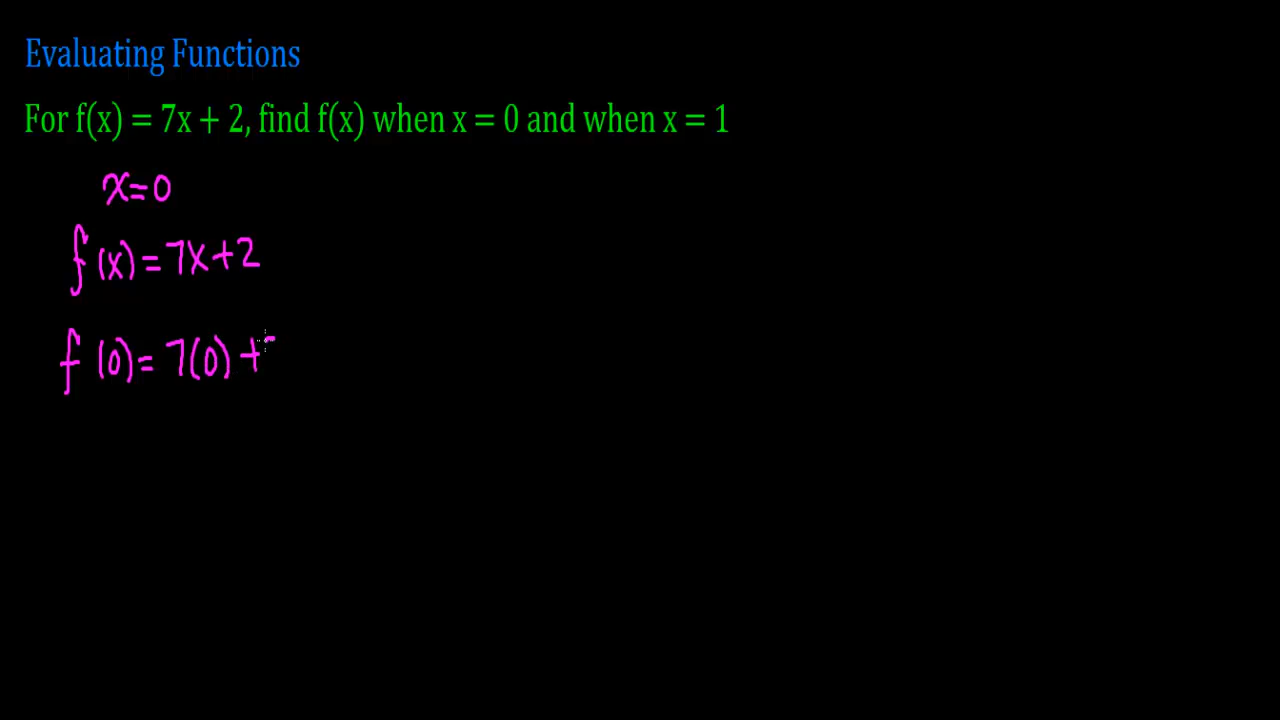 Evaluating Functions
For f(x) = 7x + 2, find f(x) when x = 0 and when x = 1
x=0
f(x)=7x+2
f(0)=7(0)+